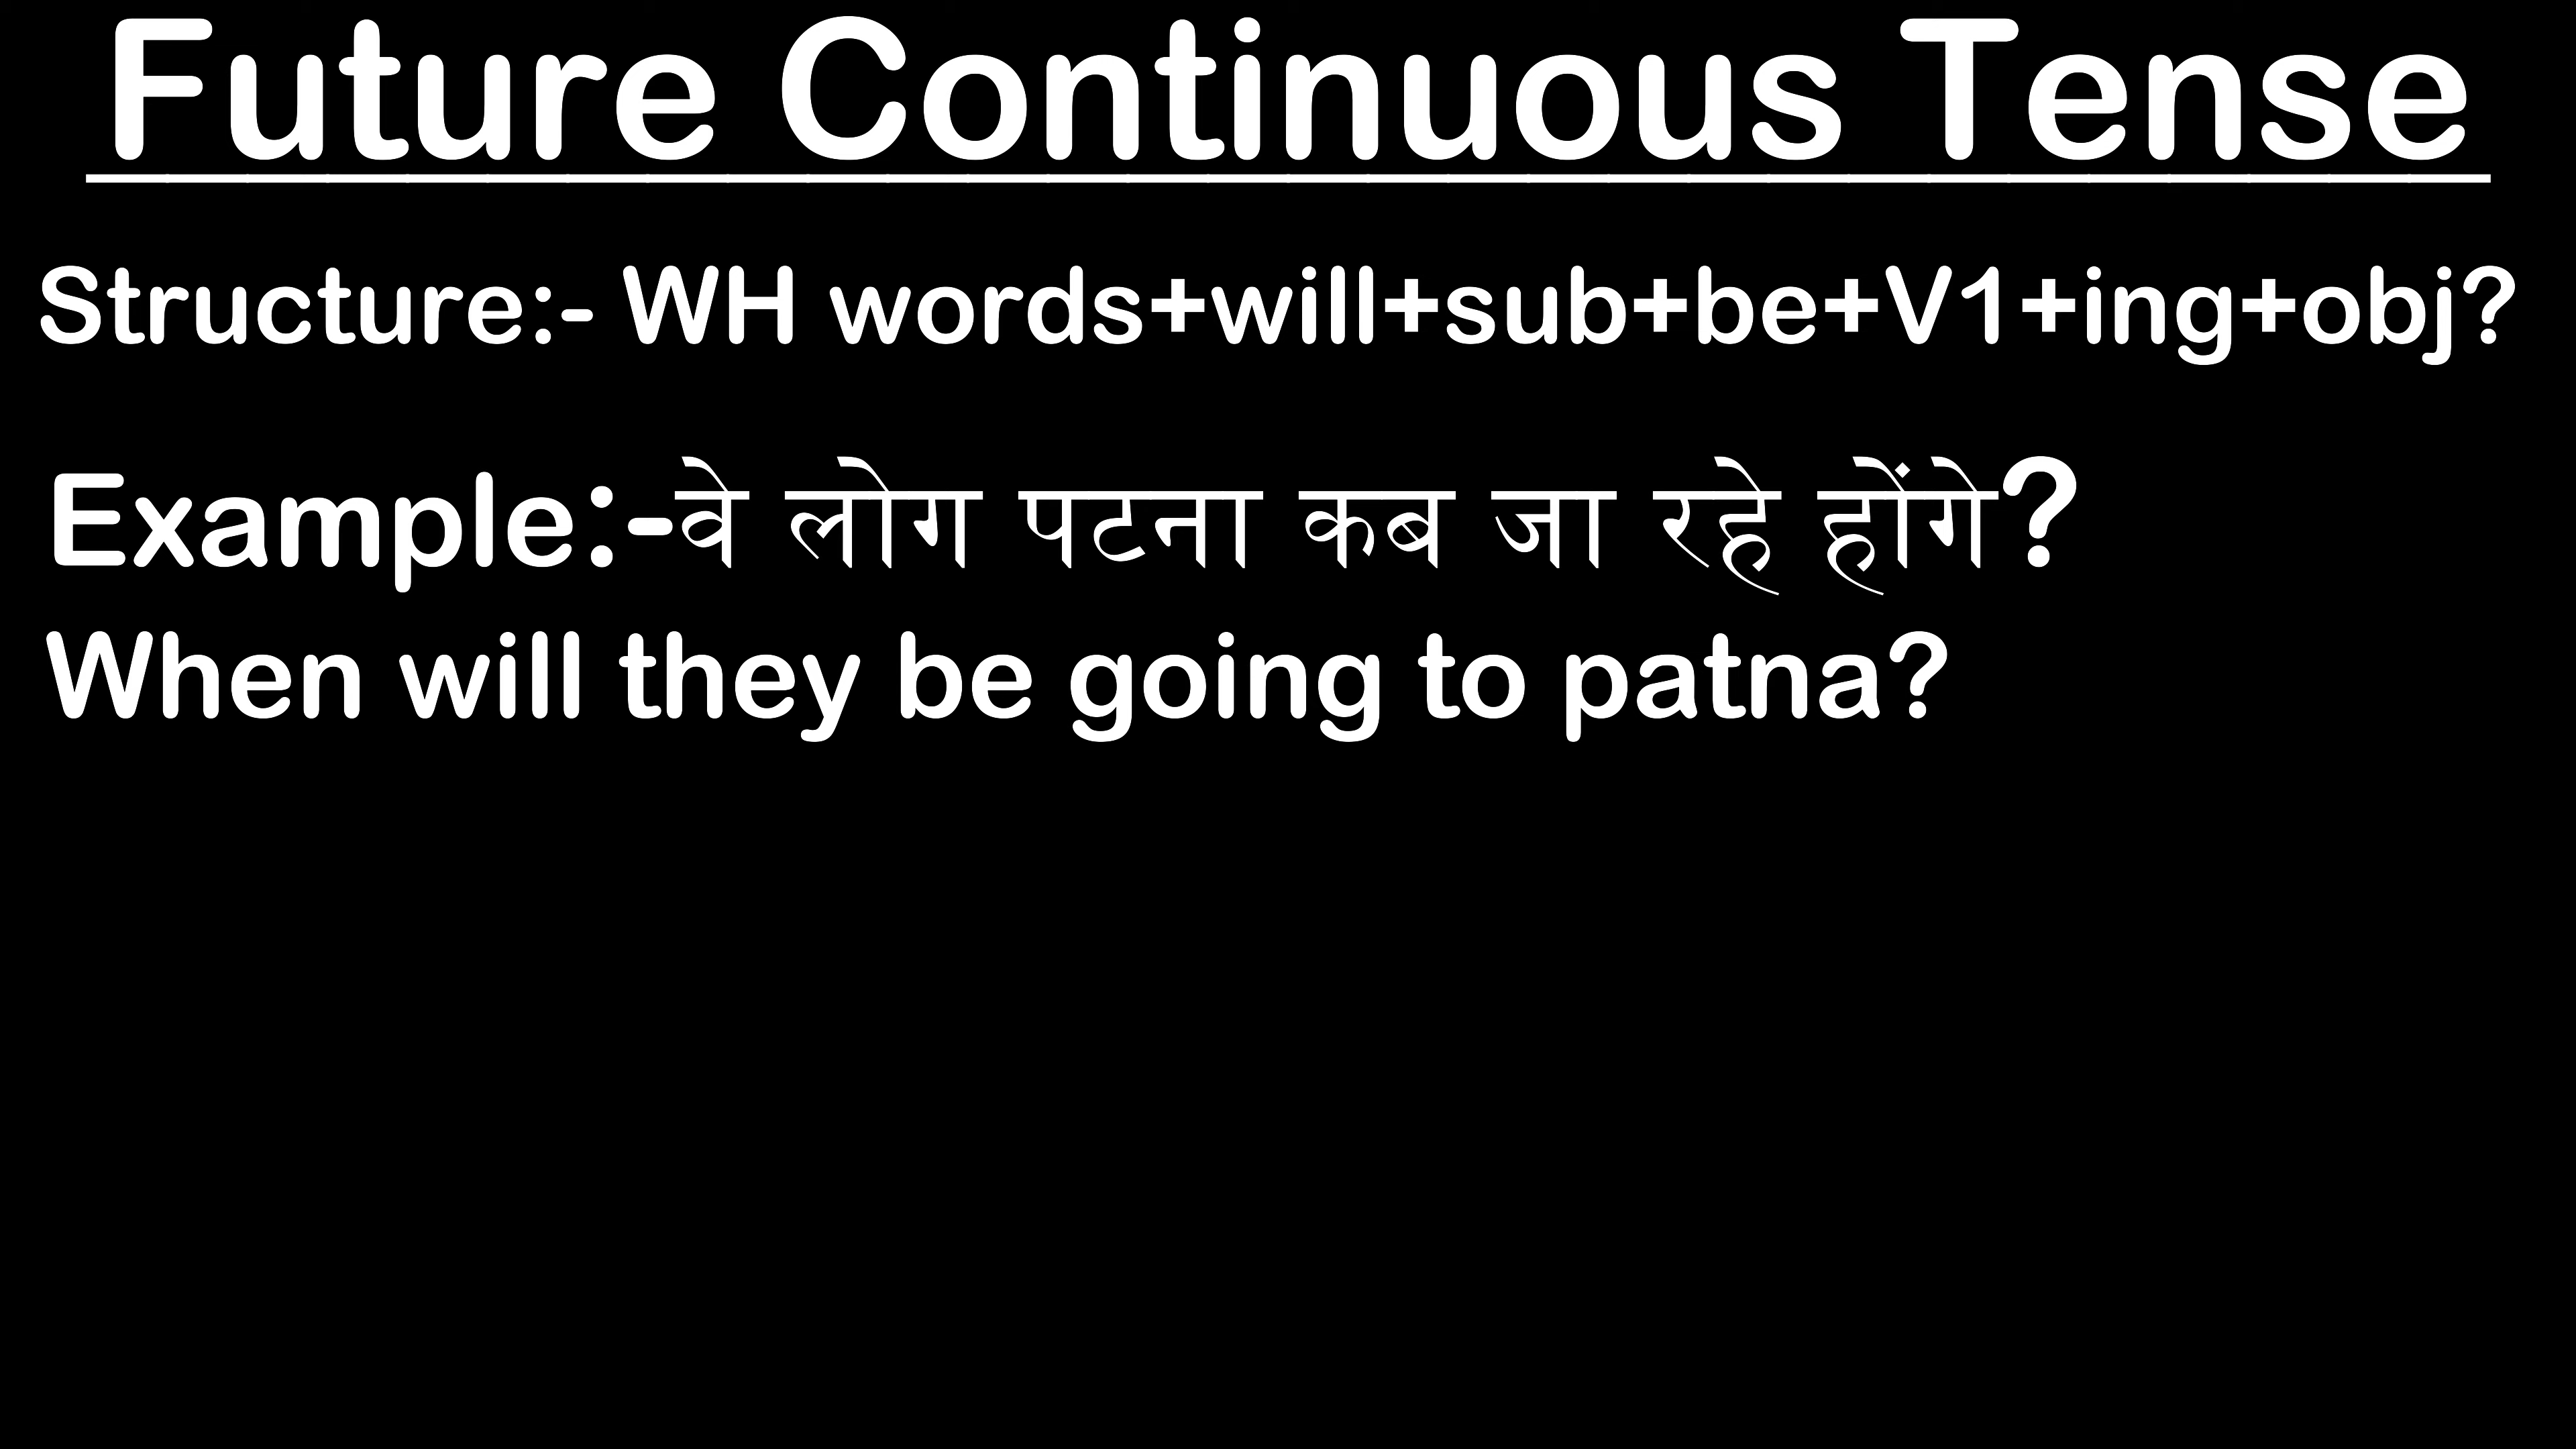 Future Continuous Tense
Structure:- WH words+will+sub+be+V1+ing+obj?
Example:-वे लोग पटना कब जा रहे होंगे?
When will they be going to patna?